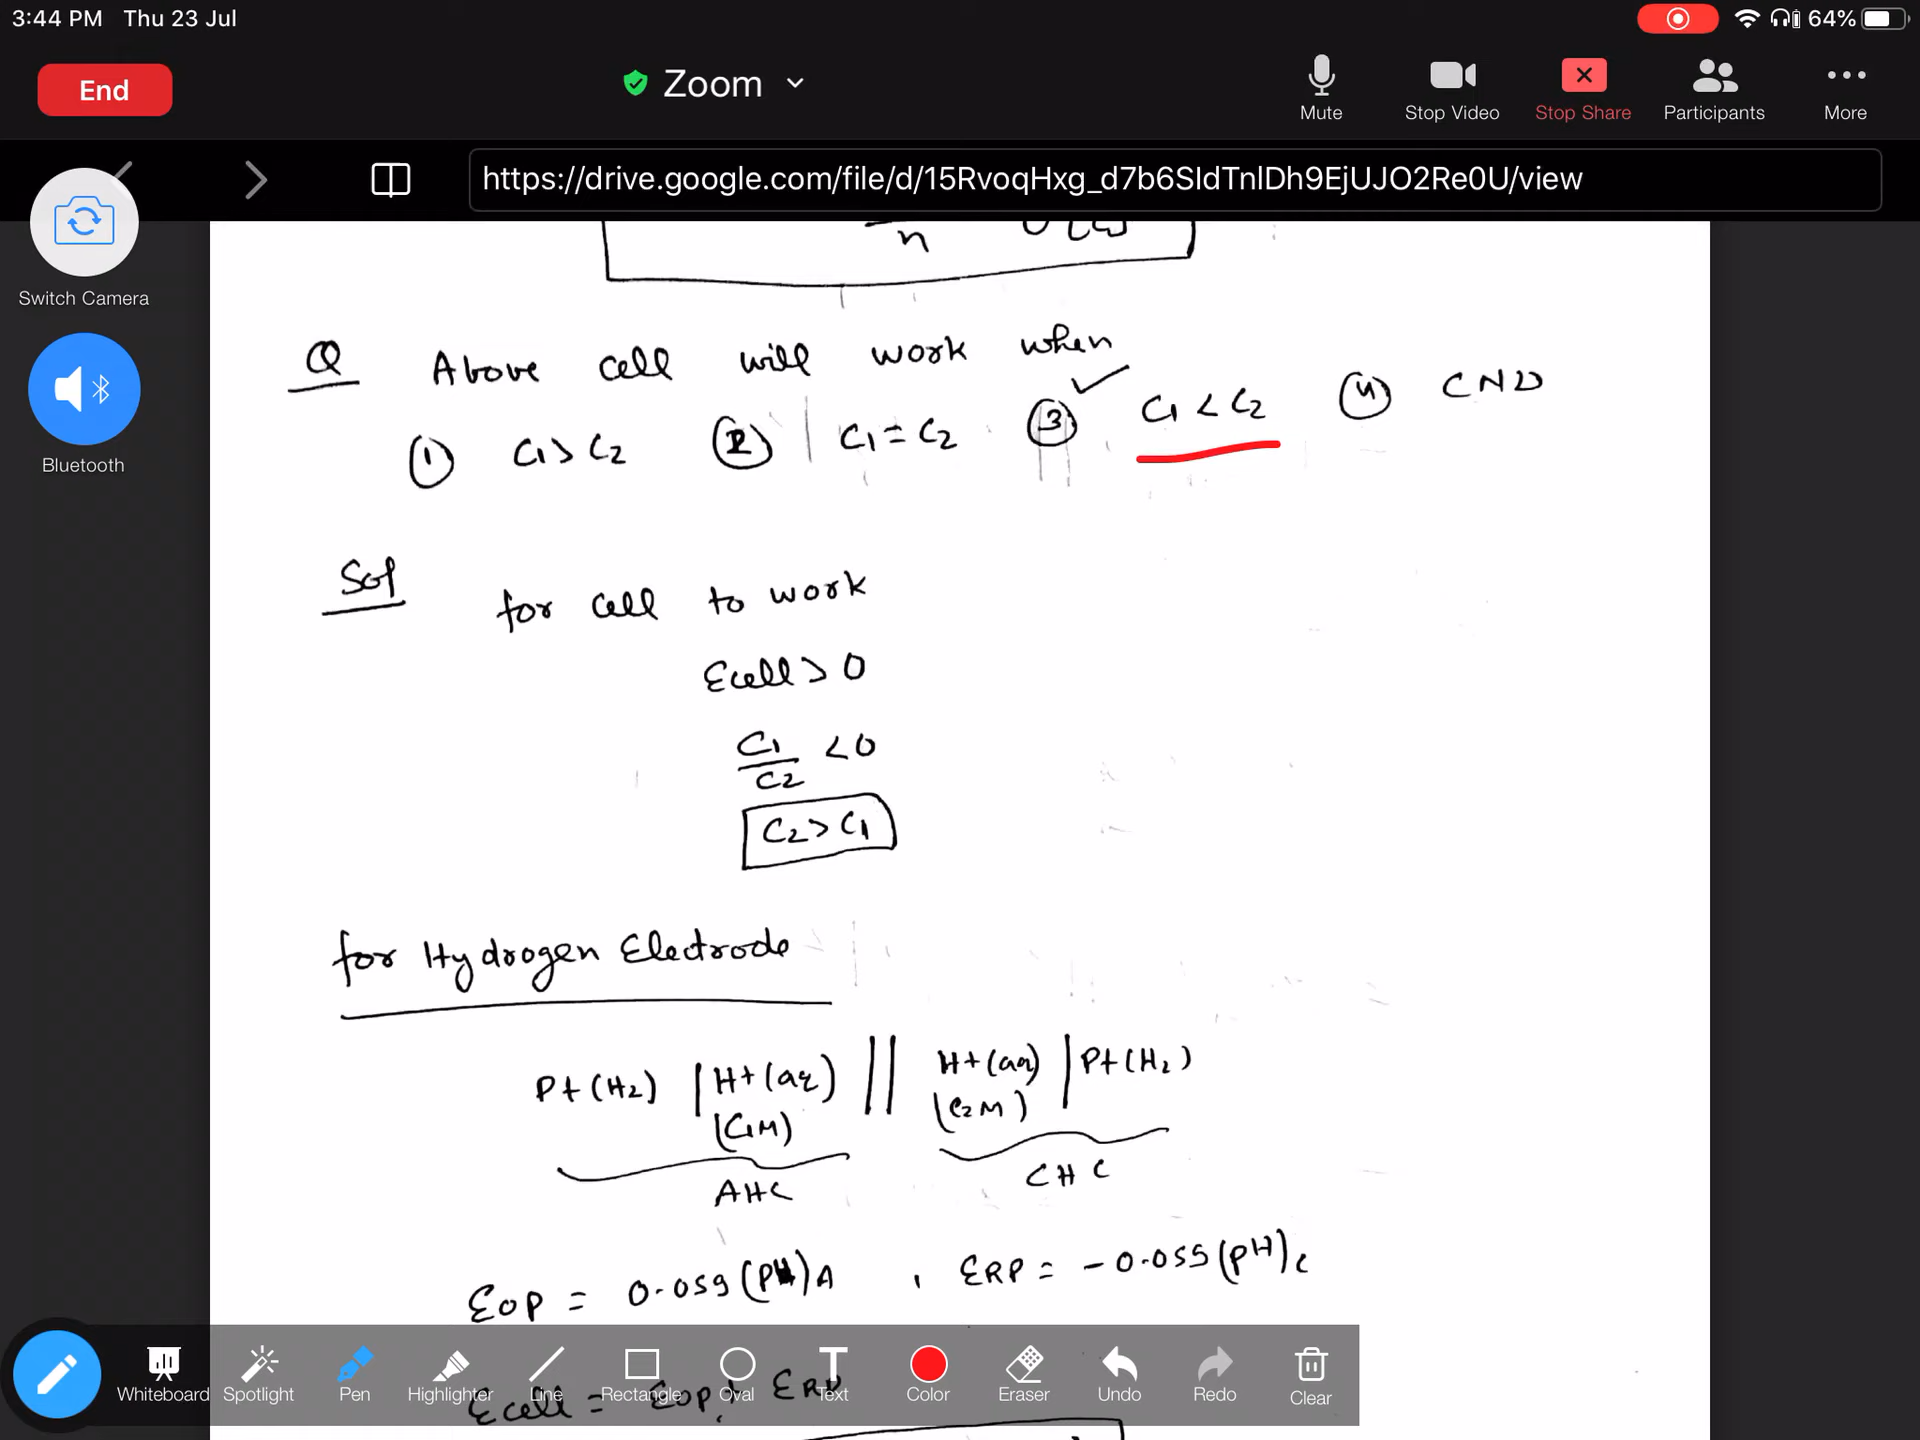 3:44 PM Thu 23 Jul
64%
End
Zoom
Mute
Stop Video
Stop Share
Participants
More
https://drive.google.com/file/d/15RvoqHxg_d7b6SIdTnlDh9EjUJO2Re0U/view
Switch Camera
Bluetooth
n
Q Above cell will work when
① C1 > C2 ② C1 = C2 ③ C1 < C2 ④ CND
Sol for cell to work
Ecell > 0
C1/C2 < 0
C2 > C1
for Hydrogen Electrode
Pt(H2) | H+(aq) || H+(aq) | Pt(H2)
(C1M) (C2M)
AHC CHC
EOP = 0.059(PH)A , ERP = -0.059(PH)c
Ecell = EOP + ERP
Whiteboard
Spotlight
Pen
Highlighter
Line
Rectangle
Oval
Text
Color
Eraser
Undo
Redo
Clear